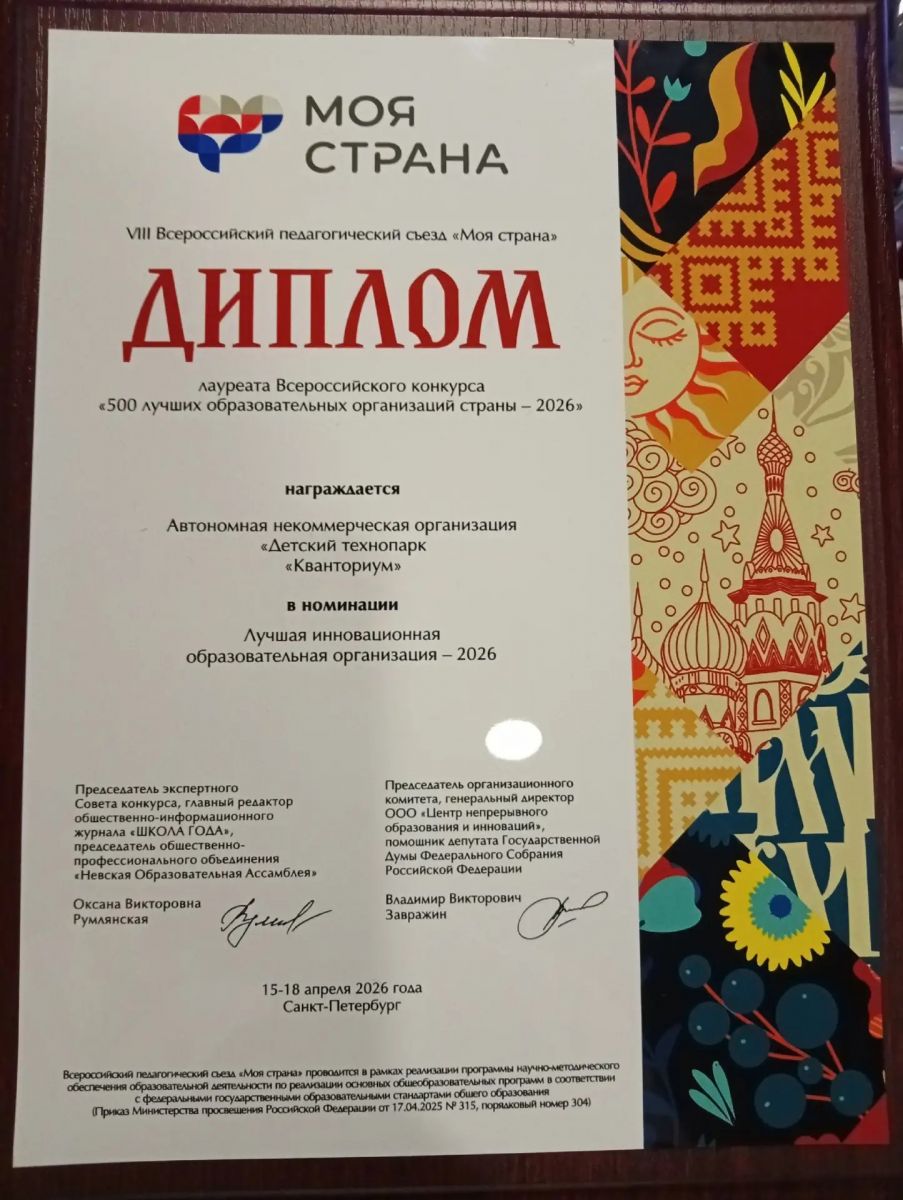 МОЯ
СТРАНА
VIII Всероссийский педагогический съезд «Моя страна»
ДИПЛОМ
лауреата Всероссийского конкурса
«500 лучших образовательных организаций страны – 2026»
награждается
Автономная некоммерческая организация
«Детский технопарк
«Кванториум»
в номинации
Лучшая инновационная
образовательная организация – 2026
Председатель экспертного
Совета конкурса, главный редактор
общественно-информационного
журнала «ШКОЛА ГОДА»,
председатель общественно-
профессионального объединения
«Невская Образовательная Ассамблея»
Оксана Викторовна
Румлянская
Председатель организационного
комитета, генеральный директор
ООО «Центр непрерывного
образования и инноваций»,
помощник депутата Государственной
Думы Федерального Собрания
Российской Федерации
Владимир Викторович
Завражин
15-18 апреля 2026 года
Санкт-Петербург
Всероссийский педагогический съезд «Моя страна» проводится в рамках реализации программы научно-методического
обеспечения образовательной деятельности по реализации основных общеобразовательных программ в соответствии
с федеральными государственными образовательными стандартами общего образования
(Приказ Министерства просвещения Российской Федерации от 17.04.2025 № 315, порядковый номер 304)